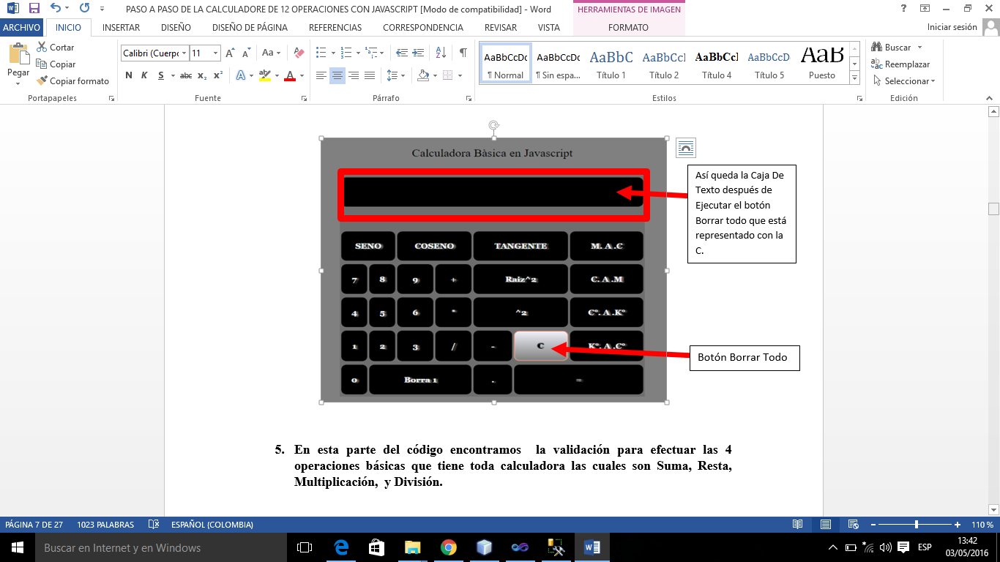 PASO A PASO DE LA CALCULADORE DE 12 OPERACIONES CON JAVASCRIPT [Modo de compatibilidad] - Word
HERRAMIENTAS DE IMAGEN
?
ARCHIVO INICIO INSERTAR DISEÑO DISEÑO DE PÁGINA REFERENCIAS CORRESPONDENCIA REVISAR VISTA FORMATO Iniciar sesión
Pegar
Cortar
Copiar
Copiar formato
Portapapeles
Calibri (Cuerpo 11
N K S abc x₂ x²
Fuente
Párrafo
AaBbCcDc AaBbCcDc AaBbC AaBbCcI AaBbCcI AaBbCcD AaB
¶ Normal ¶ Sin espa... Título 1 Título 2 Título 4 Título 5 Puesto
Estilos
Buscar
Reemplazar
Seleccionar
Edición
Calculadora Bàsica en Javascript
SENO COSENO TANGENTE M. A .C
7 8 9 + Raiz^2 C. A .M
4 5 6 * ^2 Cº. A .Kº
1 2 3 / - C Kº. A .Cº
0 Borra 1 . =
Así queda la Caja De
Texto después de
Ejecutar el botón
Borrar todo que está
representado con la
C.
Botón Borrar Todo
5. En esta parte del código encontramos la validación para efectuar las 4
operaciones básicas que tiene toda calculadora las cuales son Suma, Resta,
Multiplicación, y División.
PÁGINA 7 DE 27 1023 PALABRAS ESPAÑOL (COLOMBIA) 110 %
Buscar en Internet y en Windows
ESP
13:42
03/05/2016